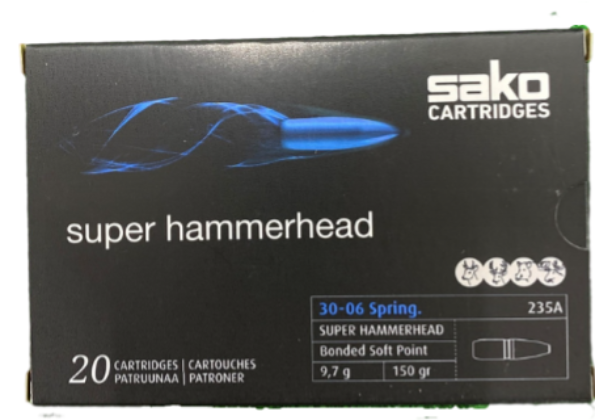 sako
CARTRIDGES
super hammerhead
30-06 Spring. 235A
SUPER HAMMERHEAD
Bonded Soft Point
9,7 g 150 gr
20 CARTRIDGES | CARTOUCHES
PATRUUNAA | PATRONER